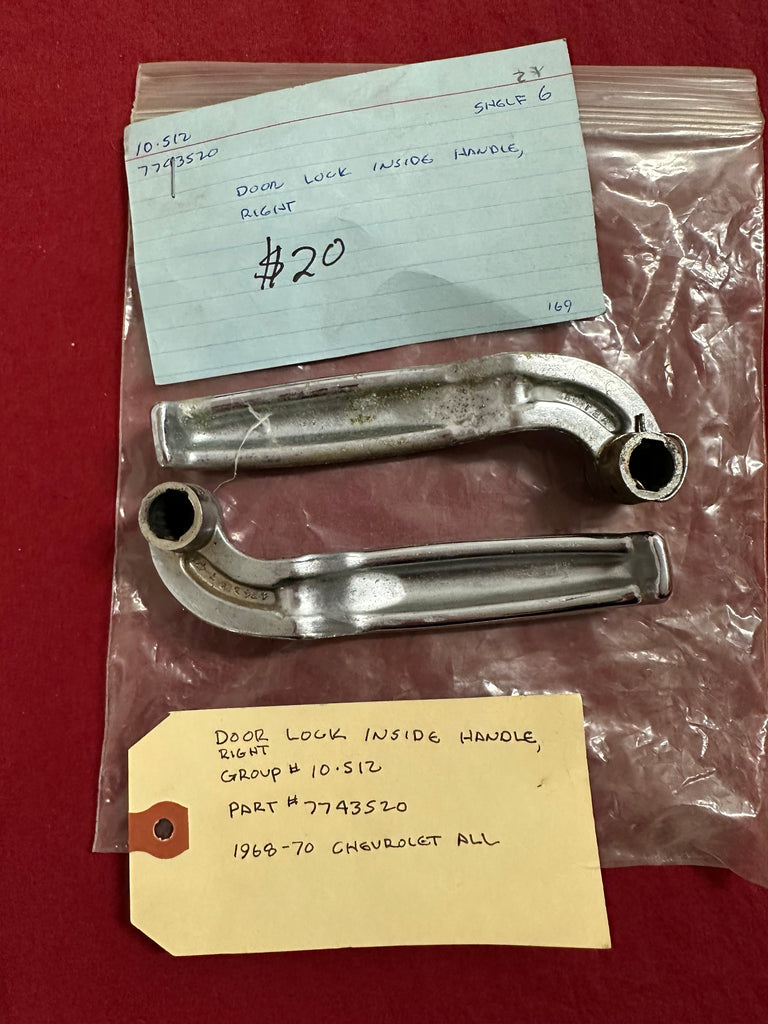 27
SHELF 6
10.512
7743520
DOOR LOCK INSIDE HANDLE,
RIGHT
$20
169
DOOR LOCK INSIDE HANDLE,
RIGHT
GROUP # 10.512
PART # 7743520
1968-70 CHEVROLET ALL